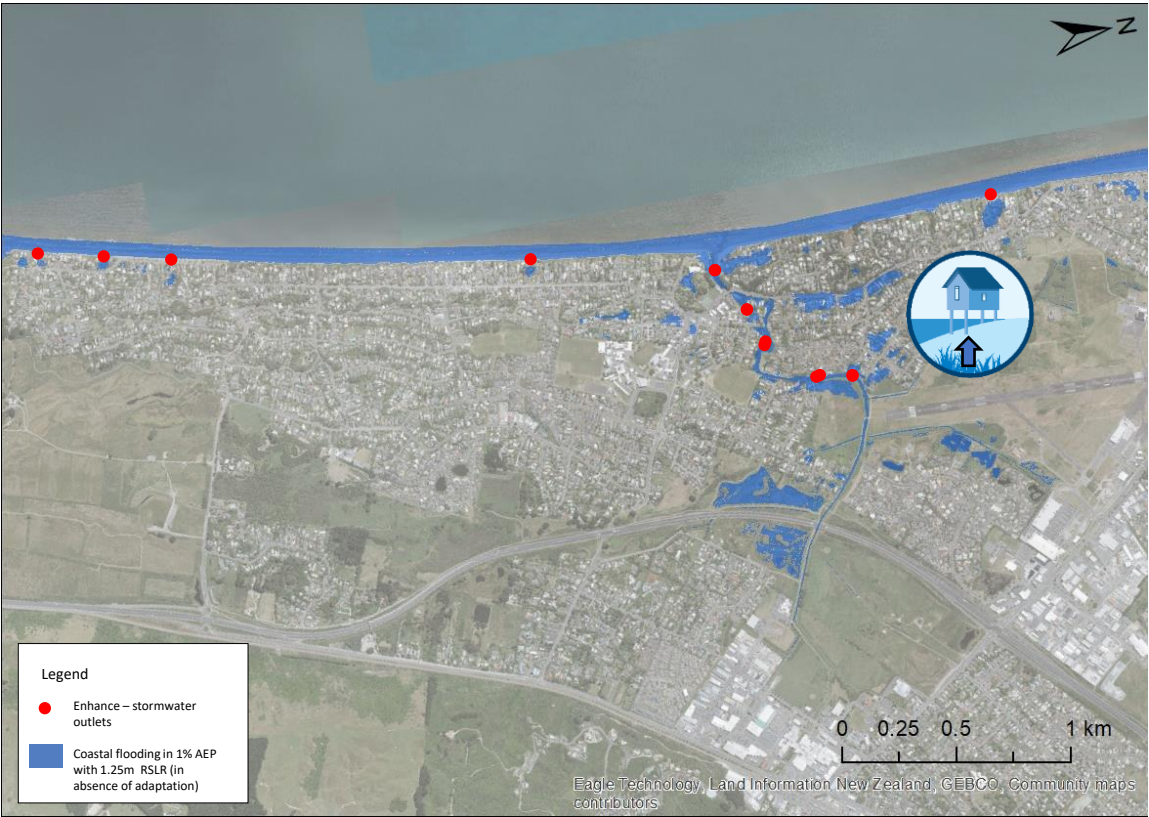 N
Legend
Enhance – stormwater
outlets
Coastal flooding in 1% AEP
with 1.25m RSLR (in
absence of adaptation)
0 0.25 0.5 1 km
Eagle Technology, Land Information New Zealand, GEBCO, Community maps
contributors